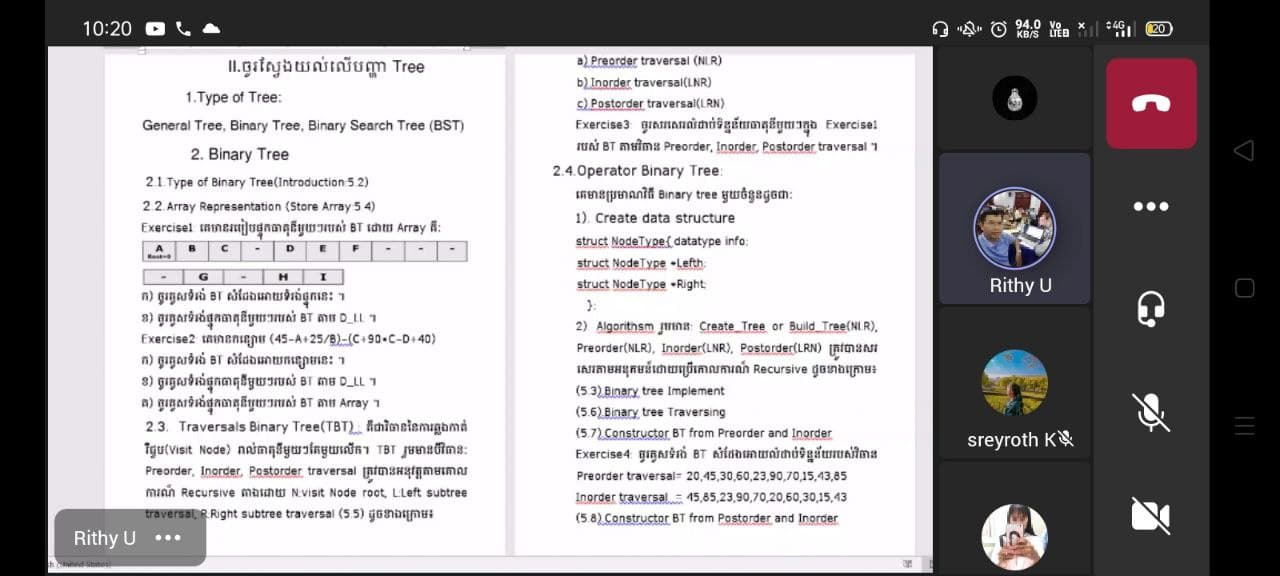 10:20
94.0 KB/S
Vo LTE
4G
20
II.ចូរស្វែងយល់លើបញ្ហា Tree
1.Type of Tree:
General Tree, Binary Tree, Binary Search Tree (BST)
2. Binary Tree
2.1.Type of Binary Tree(Introduction:5.2)
2.2.Array Representation (Store Array:5.4)
Exercise1 គេមានរបៀបផ្ទុកធាតុនីមួយៗរបស់ BT ដោយ Array គឺ:
A B C - D E F - - -
Root=0
- G - H I
ក) ចូរគូសទំរង់ BT សំដែងអោយទំរង់ផ្ទុកនេះ ។
ខ) ចូរគូសទំរង់ផ្ទុកធាតុនីមួយៗរបស់ BT តាម D_LL ។
Exercise2: គេមានកន្សោម (45-A+25/B)-(C+90*C-D+40)
ក) ចូរគូសទំរង់ BT សំដែងអោយកន្សោមនេះ ។
ខ) ចូរគូសទំរង់ផ្ទុកធាតុនីមួយៗរបស់ BT តាម D_LL ។
គ) ចូរគូសទំរង់ផ្ទុកធាតុនីមួយៗរបស់ BT តាម Array ។
2.3. Traversals Binary Tree(TBT) : គឺជាវិធាននៃការឆ្លងកាត់
រឺជួប(Visit Node) រាល់ធាតុនីមួយៗតែមួយលើក។ TBT រួមមានបីវិធាន:
Preorder, Inorder, Postorder traversal ត្រូវបានអនុវត្តតាមគោល
ការណ៍ Recursive តាងដោយ N:visit Node root, L:Left subtree
traversal, R:Right subtree traversal (5.5) ដូចខាងក្រោម៖
a) Preorder traversal (NLR)
b) Inorder traversal(LNR)
c) Postorder traversal(LRN)
Exercise3: ចូរសរសេរលំដាប់ទិន្នន័យធាតុនីមួយៗក្នុង Exercise1
របស់ BT តាមវិធាន Preorder, Inorder, Postorder traversal ។
2.4.Operator Binary Tree:
គេមានប្រមាណវិធី Binary tree មួយចំនួនដូចជា:
1). Create data structure
struct NodeType{ datatype info;
struct NodeType *Left;
struct NodeType *Right;
};
2) Algorithsm រួមមាន: Create_Tree or Build_Tree(NLR),
Preorder(NLR), Inorder(LNR), Postorder(LRN) ត្រូវបានសរ
សេរតាមអនុគមន៍ដោយប្រើគោលការណ៍ Recursive ដូចខាងក្រោម៖
(5.3) Binary tree Implement
(5.6) Binary tree Traversing
(5.7) Constructor BT from Preorder and Inorder
Exercise4: ចូរគូសទំរង់ BT សំដែងអោយលំដាប់ទិន្នន័យរបស់វិធាន
Preorder traversal= 20,45,30,60,23,90,70,15,43,85
Inorder traversal = 45,85,23,90,70,20,60,30,15,43
(5.8) Constructor BT from Postorder and Inorder
Rithy U
(United States)
Rithy U
sreyroth K